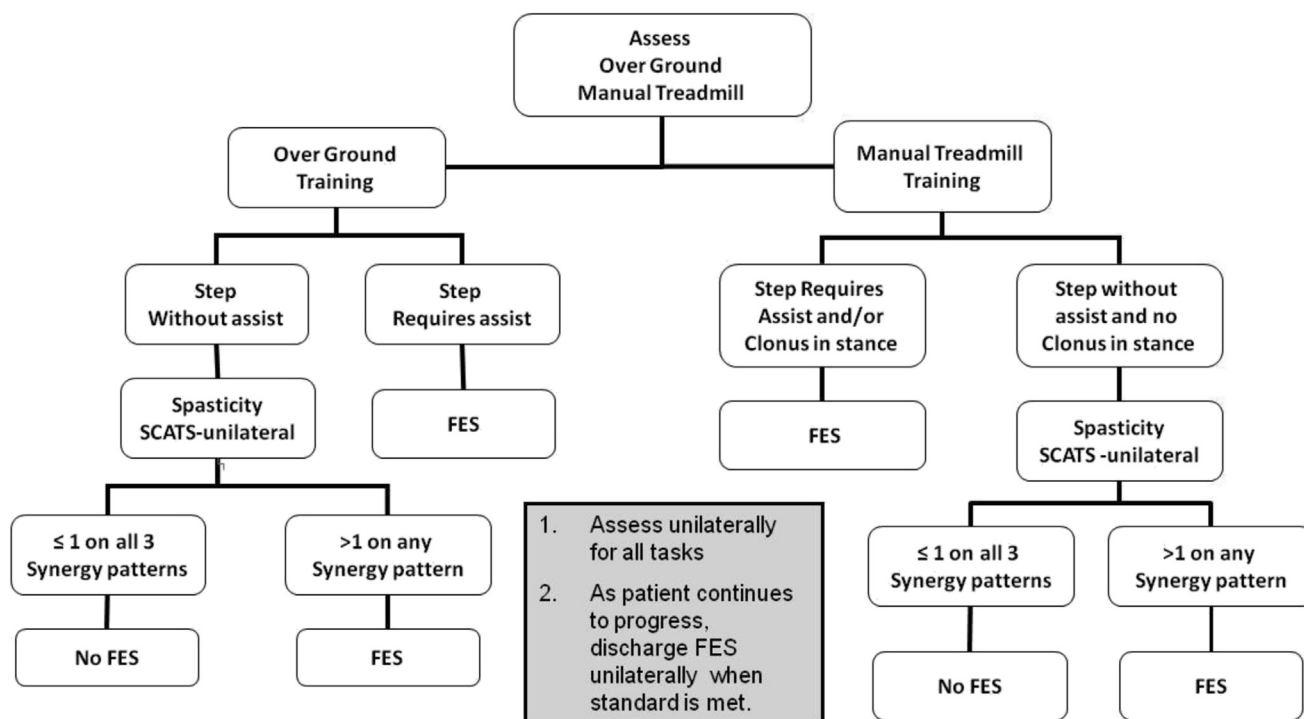 Assess
Over Ground
Manual Treadmill
Over Ground
Training
Manual Treadmill
Training
Step
Without assist
Step
Requires assist
Step Requires
Assist and/or
Clonus in stance
Step without
assist and no
Clonus in stance
Spasticity
SCATS-unilateral
FES
FES
Spasticity
SCATS -unilateral
≤ 1 on all 3
Synergy patterns
>1 on any
Synergy pattern
1. Assess unilaterally
for all tasks
2. As patient continues
to progress,
discharge FES
unilaterally when
standard is met.
≤ 1 on all 3
Synergy patterns
>1 on any
Synergy pattern
No FES
FES
No FES
FES